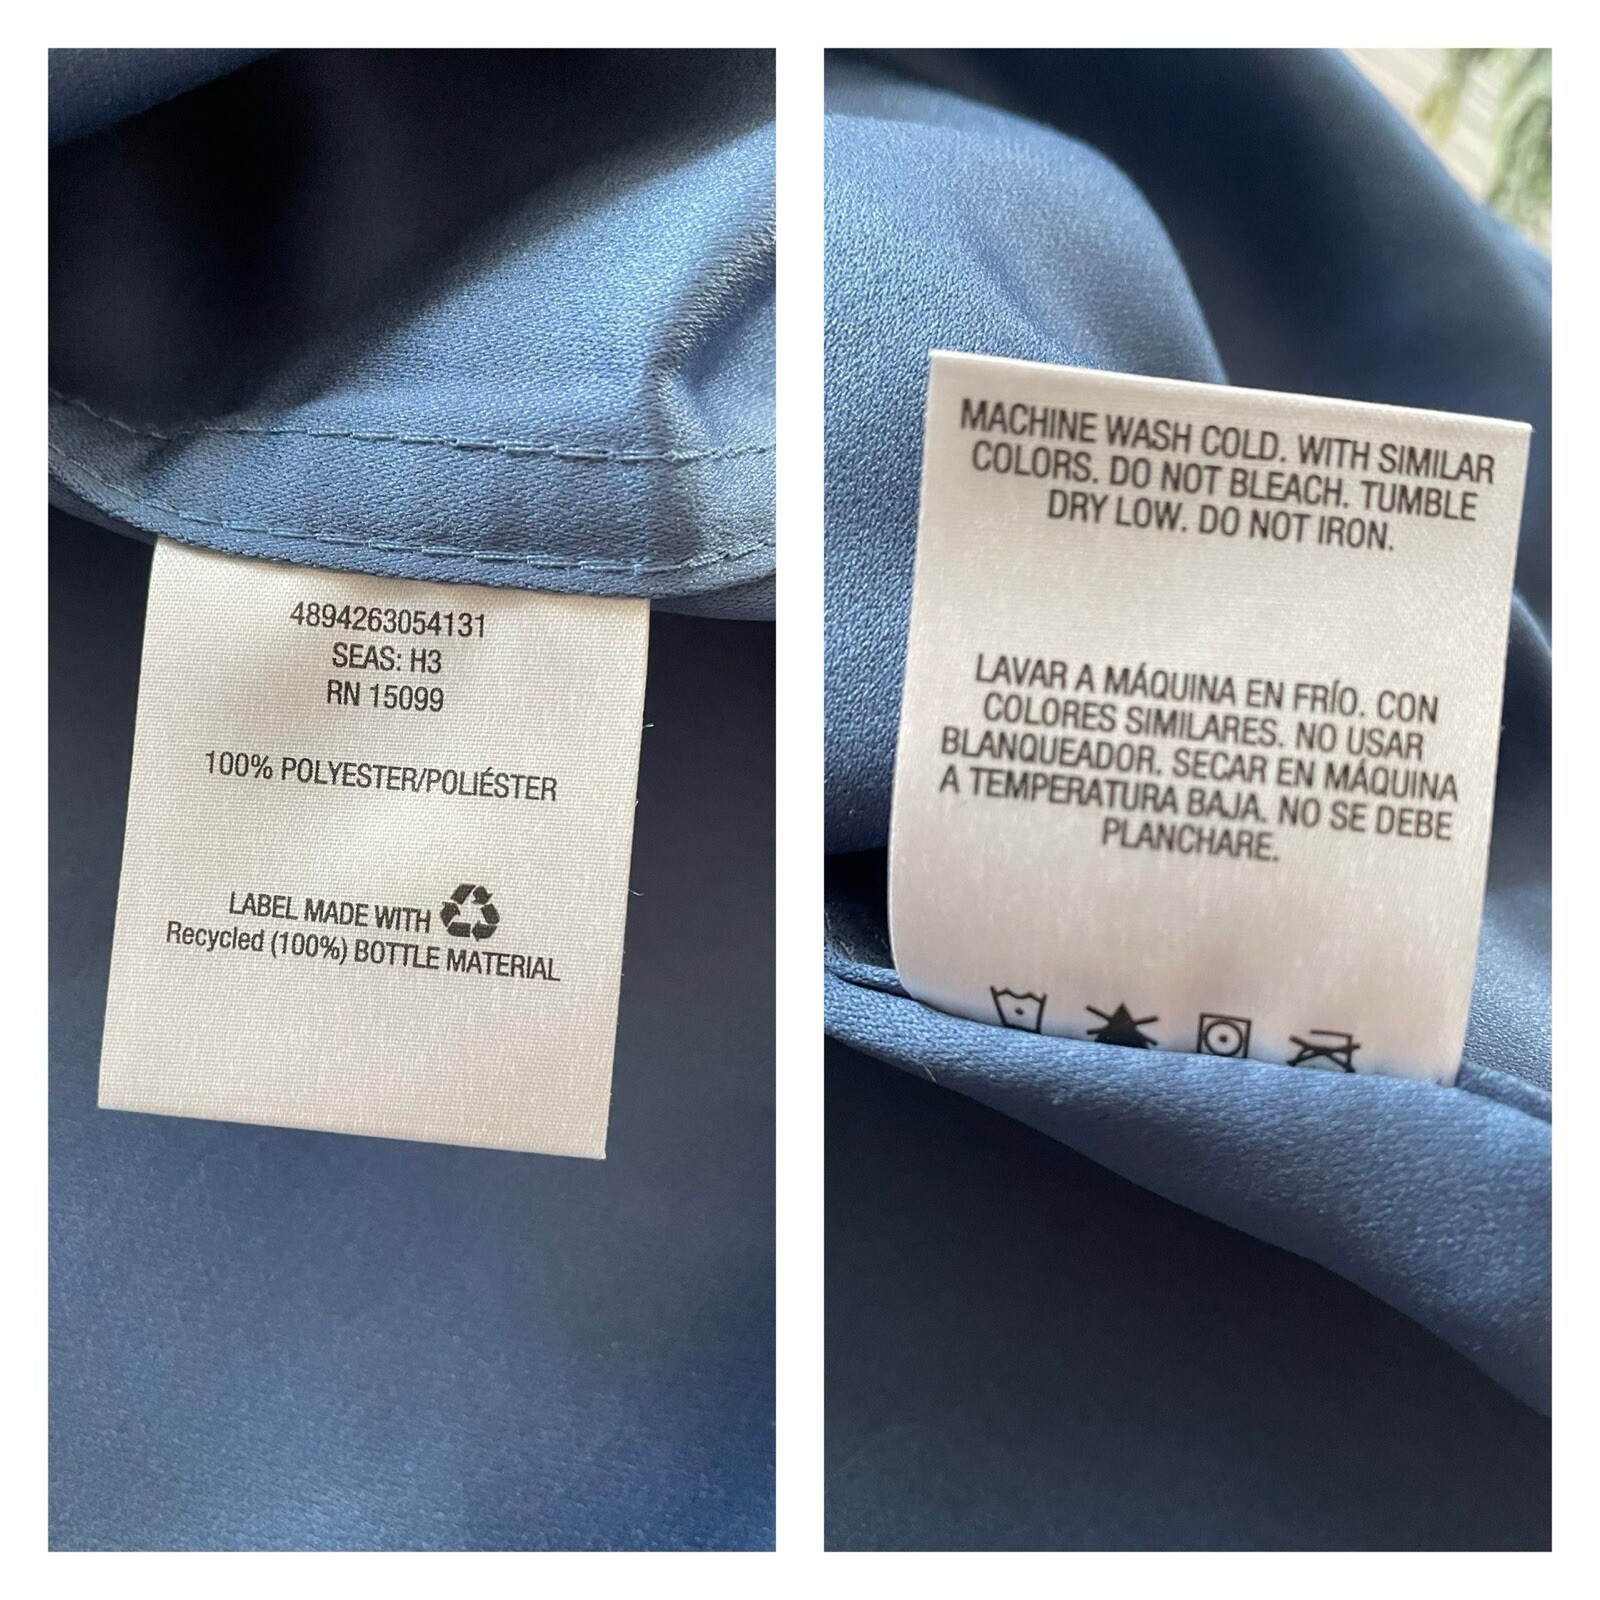 4894263054131
SEAS: H3
RN 15099
100% POLYESTER/POLIÉSTER
LABEL MADE WITH
Recycled (100%) BOTTLE MATERIAL
MACHINE WASH COLD. WITH SIMILAR
COLORS. DO NOT BLEACH. TUMBLE
DRY LOW. DO NOT IRON.
LAVAR A MÁQUINA EN FRÍO. CON
COLORES SIMILARES. NO USAR
BLANQUEADOR. SECAR EN MÁQUINA
A TEMPERATURA BAJA. NO SE DEBE
PLANCHARE.